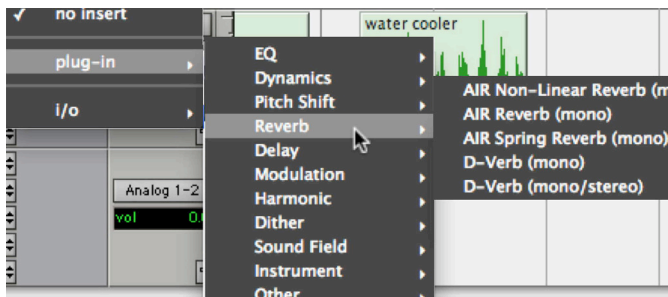 ✓ no Insert
plug-in
i/o
water cooler
EQ
Dynamics
Pitch Shift
Reverb
Delay
Modulation
Harmonic
Dither
Sound Field
Instrument
Other
AIR Non-Linear Reverb (m
AIR Reverb (mono)
AIR Spring Reverb (mono)
D-Verb (mono)
D-Verb (mono/stereo)
Analog 1-2
vol 0.